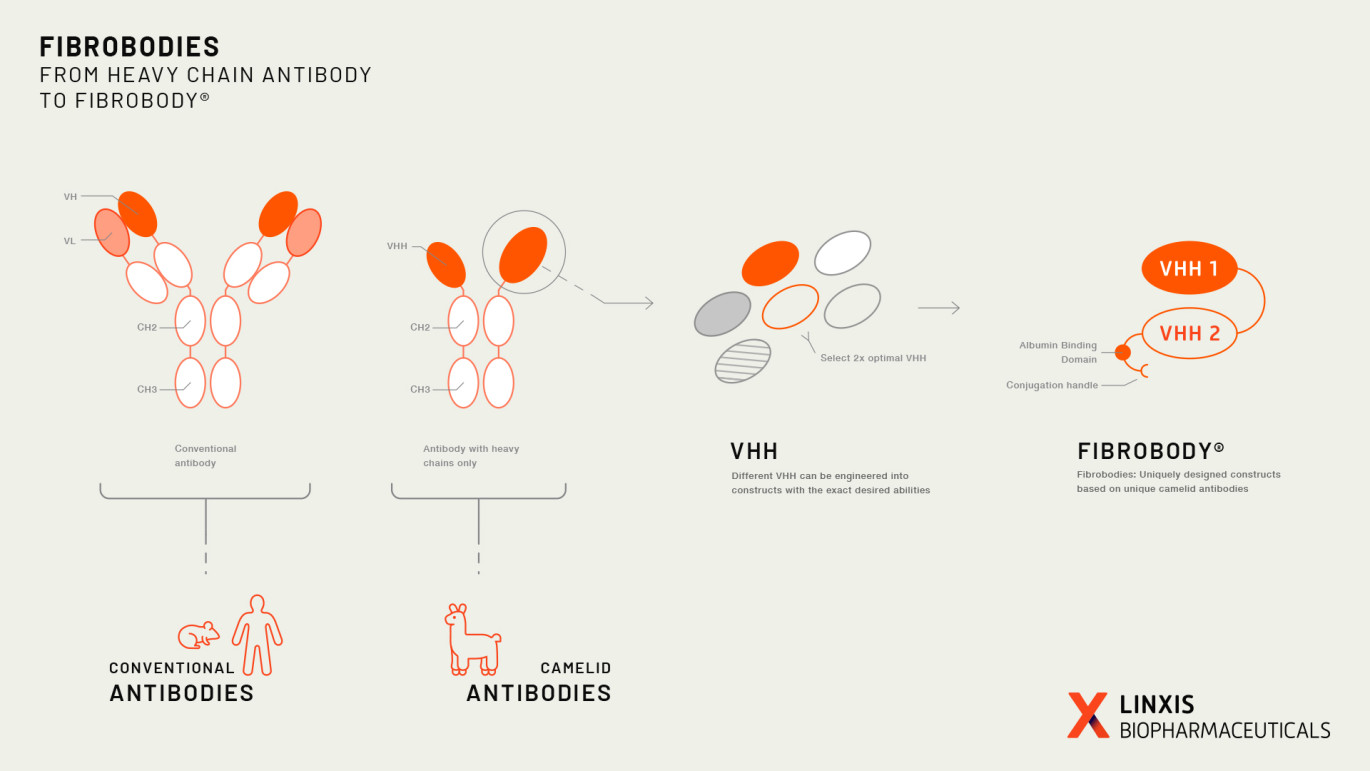 FIBROBODIES
FROM HEAVY CHAIN ANTIBODY
TO FIBROBODY®
VH
VL
CH2
CH3
Conventional
antibody
CONVENTIONAL
ANTIBODIES
VHH
CH2
CH3
Antibody with heavy
chains only
CAMELID
ANTIBODIES
Select 2x optimal VHH
VHH
Different VHH can be engineered into
constructs with the exact desired abilities
VHH 1
VHH 2
Albumin Binding
Domain
Conjugation handle
FIBROBODY®
Fibrobodies: Uniquely designed constructs
based on unique camelid antibodies
LINXIS
BIOPHARMACEUTICALS